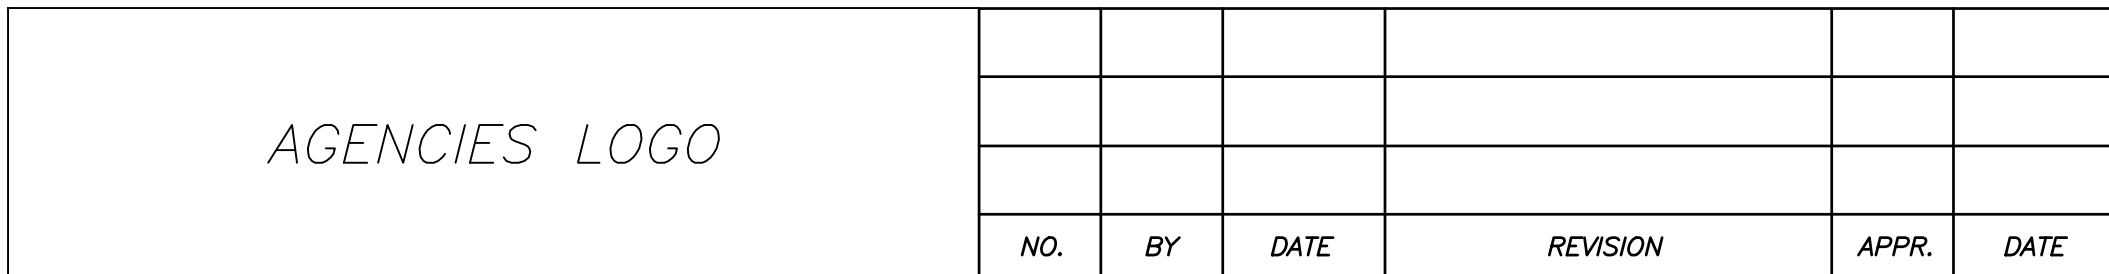 AGENCIES LOGO
NO. BY DATE REVISION APPR. DATE